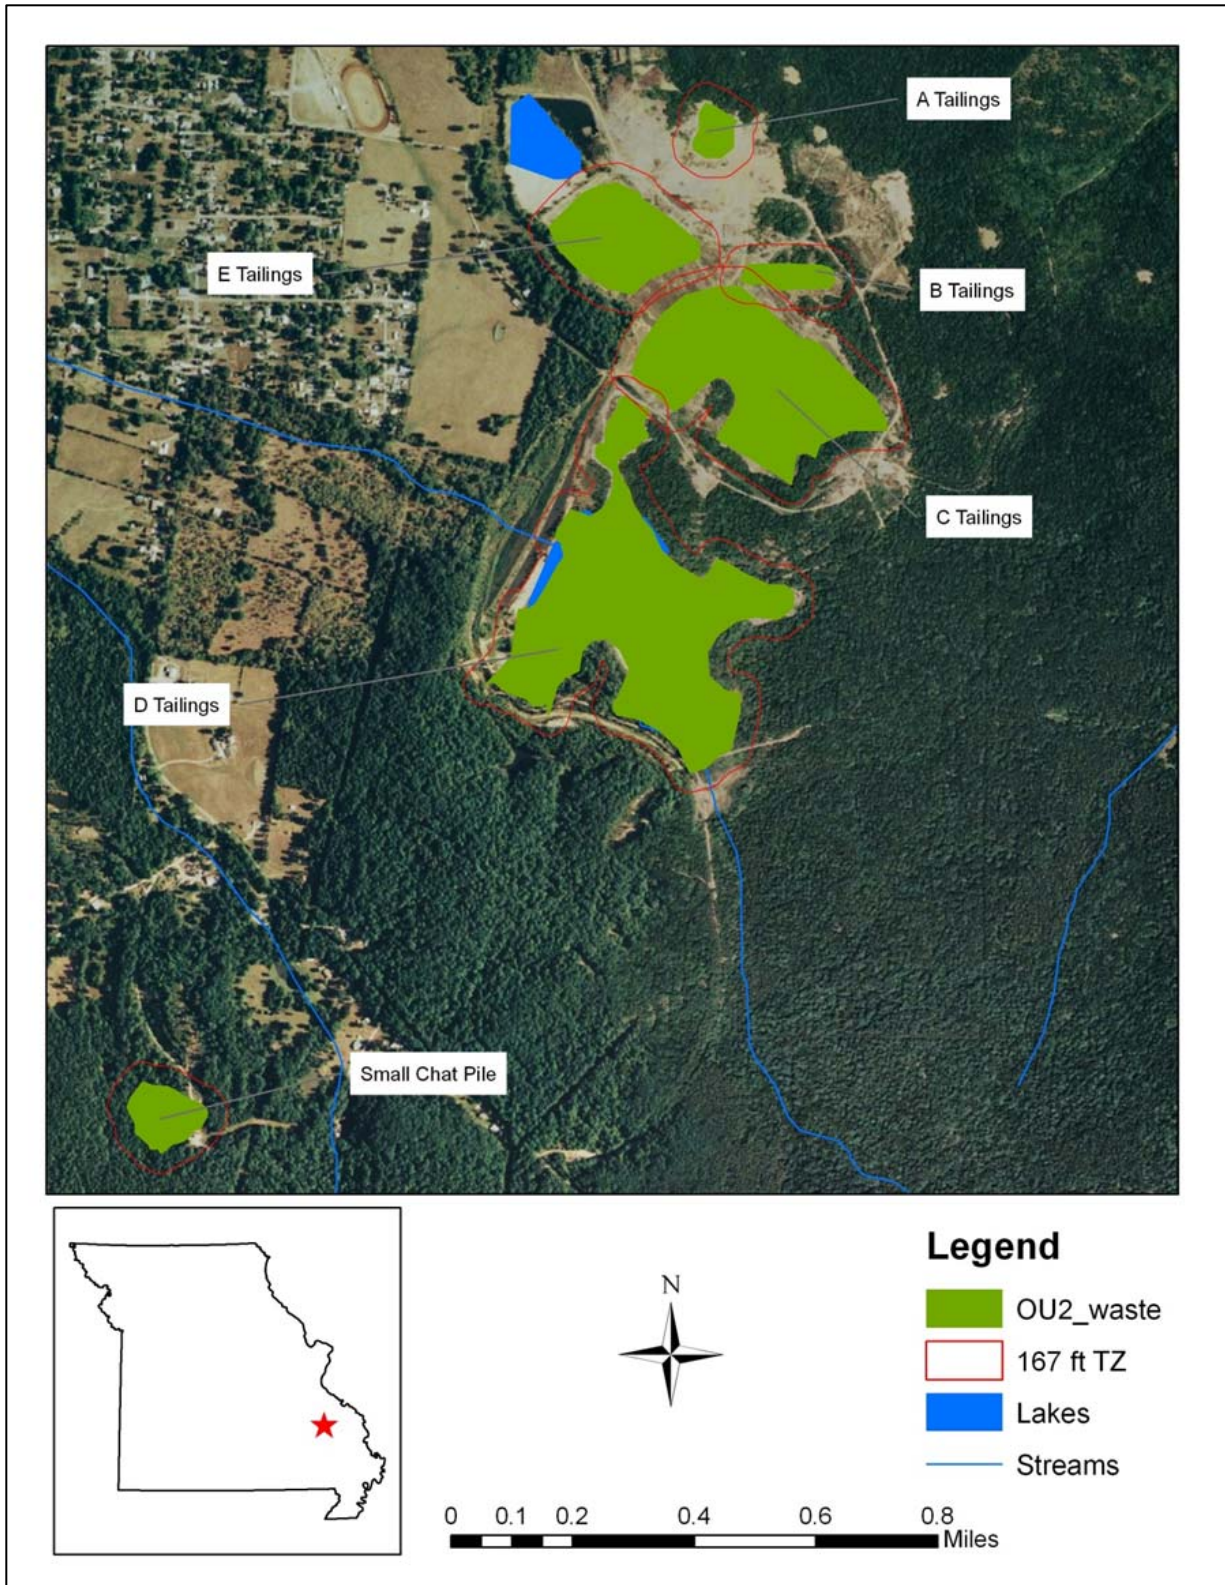 A Tailings
E Tailings
B Tailings
C Tailings
D Tailings
Small Chat Pile
N
Legend
OU2_waste
167 ft TZ
Lakes
Streams
0 0.1 0.2 0.4 0.6 0.8
Miles